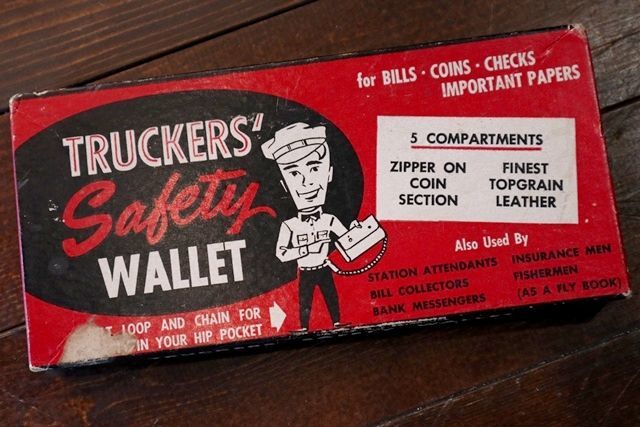 for BILLS · COINS · CHECKS
IMPORTANT PAPERS
TRUCKERS'
Safety
WALLET
5 COMPARTMENTS
ZIPPER ON
COIN
SECTION
FINEST
TOPGRAIN
LEATHER
Also Used By
STATION ATTENDANTS
BILL COLLECTORS
BANK MESSENGERS
INSURANCE MEN
FISHERMEN
(AS A FLY BOOK)
LOOP AND CHAIN FOR
IN YOUR HIP POCKET